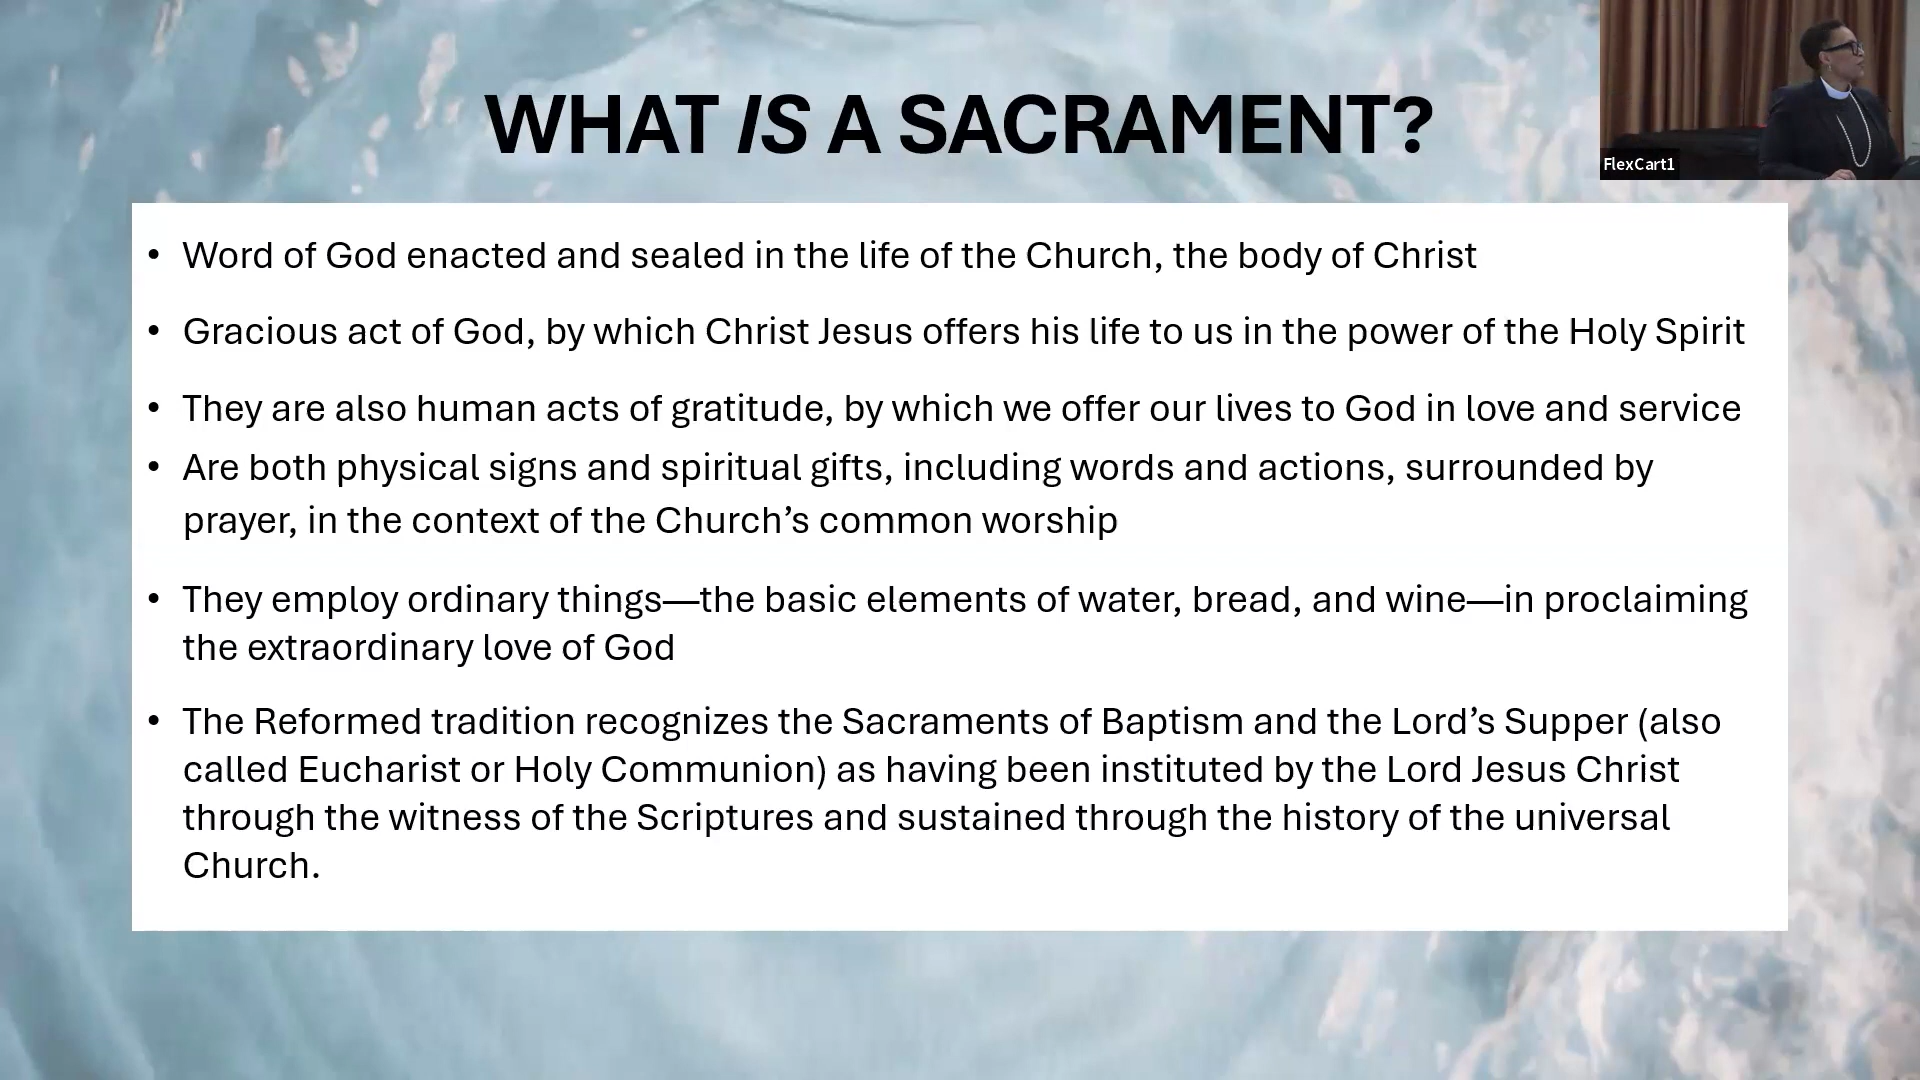 WHAT IS A SACRAMENT?
FlexCart1
• Word of God enacted and sealed in the life of the Church, the body of Christ
• Gracious act of God, by which Christ Jesus offers his life to us in the power of the Holy Spirit
• They are also human acts of gratitude, by which we offer our lives to God in love and service
• Are both physical signs and spiritual gifts, including words and actions, surrounded by
prayer, in the context of the Church’s common worship
• They employ ordinary things—the basic elements of water, bread, and wine—in proclaiming
the extraordinary love of God
• The Reformed tradition recognizes the Sacraments of Baptism and the Lord’s Supper (also
called Eucharist or Holy Communion) as having been instituted by the Lord Jesus Christ
through the witness of the Scriptures and sustained through the history of the universal
Church.